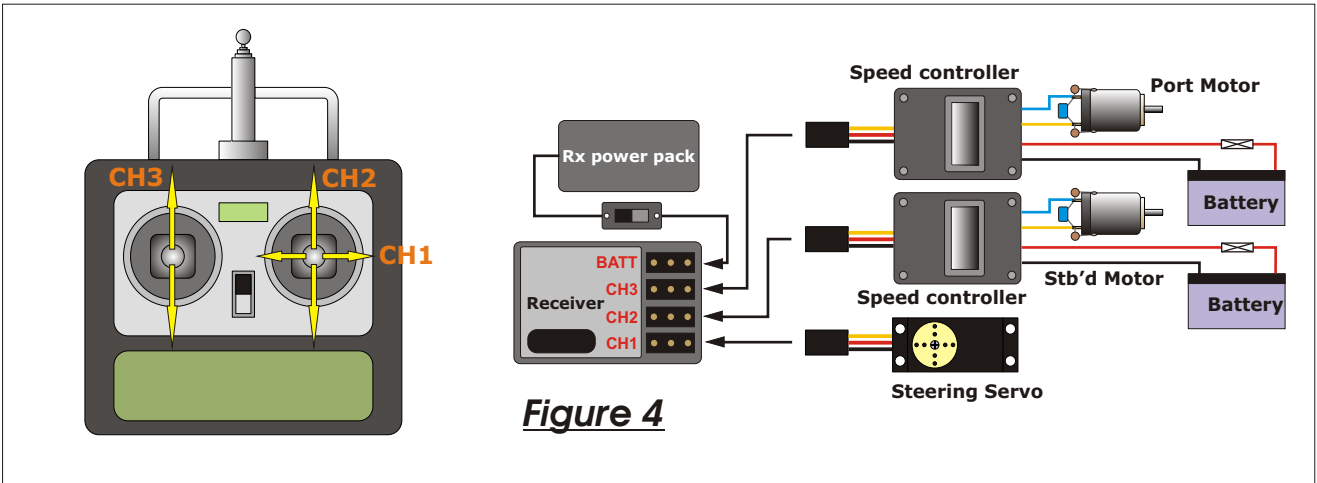 CH3
CH2
CH1
Rx power pack
BATT
CH3
Receiver
CH2
CH1
Speed controller
Port Motor
Battery
Stb'd Motor
Speed controller
Battery
Steering Servo
Figure 4